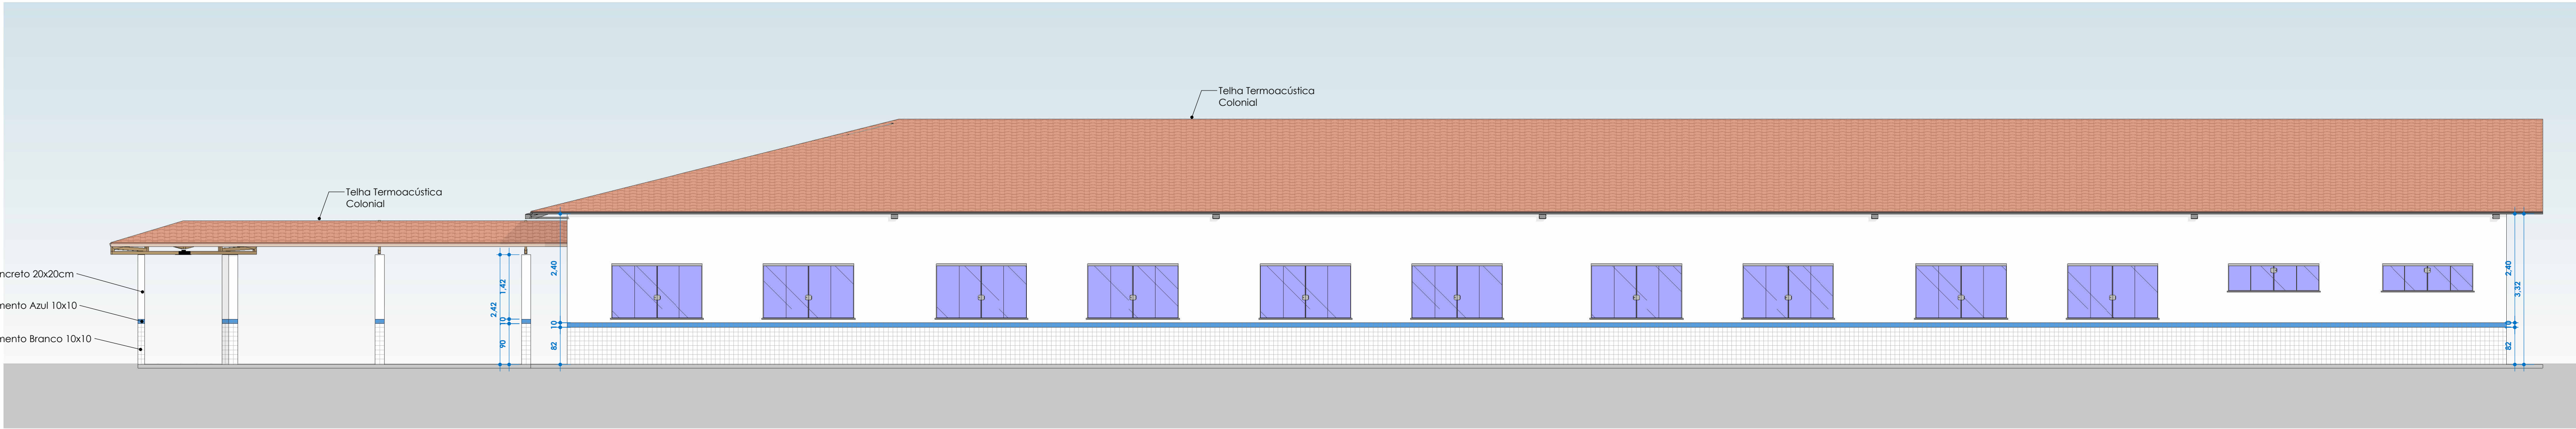 Telha Termoacústica
Colonial
Telha Termoacústica
Colonial
ncreto 20x20cm
mento Azul 10x10
mento Branco 10x10
2,42
1,42
10
90
2,40
10
82
2,40
10
82
3,32